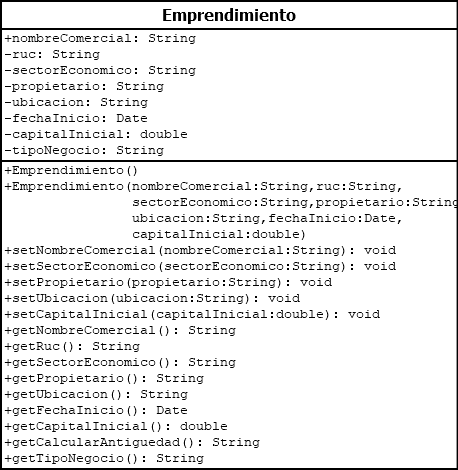 Emprendimiento
+nombreComercial: String
-ruc: String
-sectorEconomico: String
-propietario: String
-ubicacion: String
-fechaInicio: Date
-capitalInicial: double
-tipoNegocio: String
+Emprendimiento()
+Emprendimiento(nombreComercial:String,ruc:String,
sectorEconomico:String,propietario:String
ubicacion:String,fechaInicio:Date,
capitalInicial:double)
+setNombreComercial(nombreComercial:String): void
+setSectorEconomico(sectorEconomico:String): void
+setPropietario(propietario:String): void
+setUbicacion(ubicacion:String): void
+setCapitalInicial(capitalInicial:double): void
+getNombreComercial(): String
+getRuc(): String
+getSectorEconomico(): String
+getPropietario(): String
+getUbicacion(): String
+getFechaInicio(): Date
+getCapitalInicial(): double
+getCalcularAntiguedad(): String
+getTipoNegocio(): String